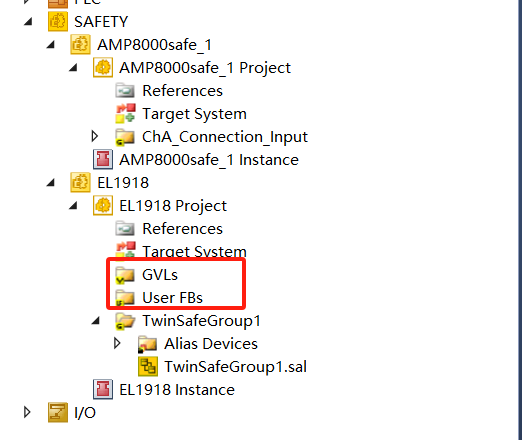 SAFETY
AMP8000safe_1
AMP8000safe_1 Project
References
Target System
ChA_Connection_Input
AMP8000safe_1 Instance
EL1918
EL1918 Project
References
Target System
GVLs
User FBs
TwinSafeGroup1
Alias Devices
TwinSafeGroup1.sal
EL1918 Instance
I/O